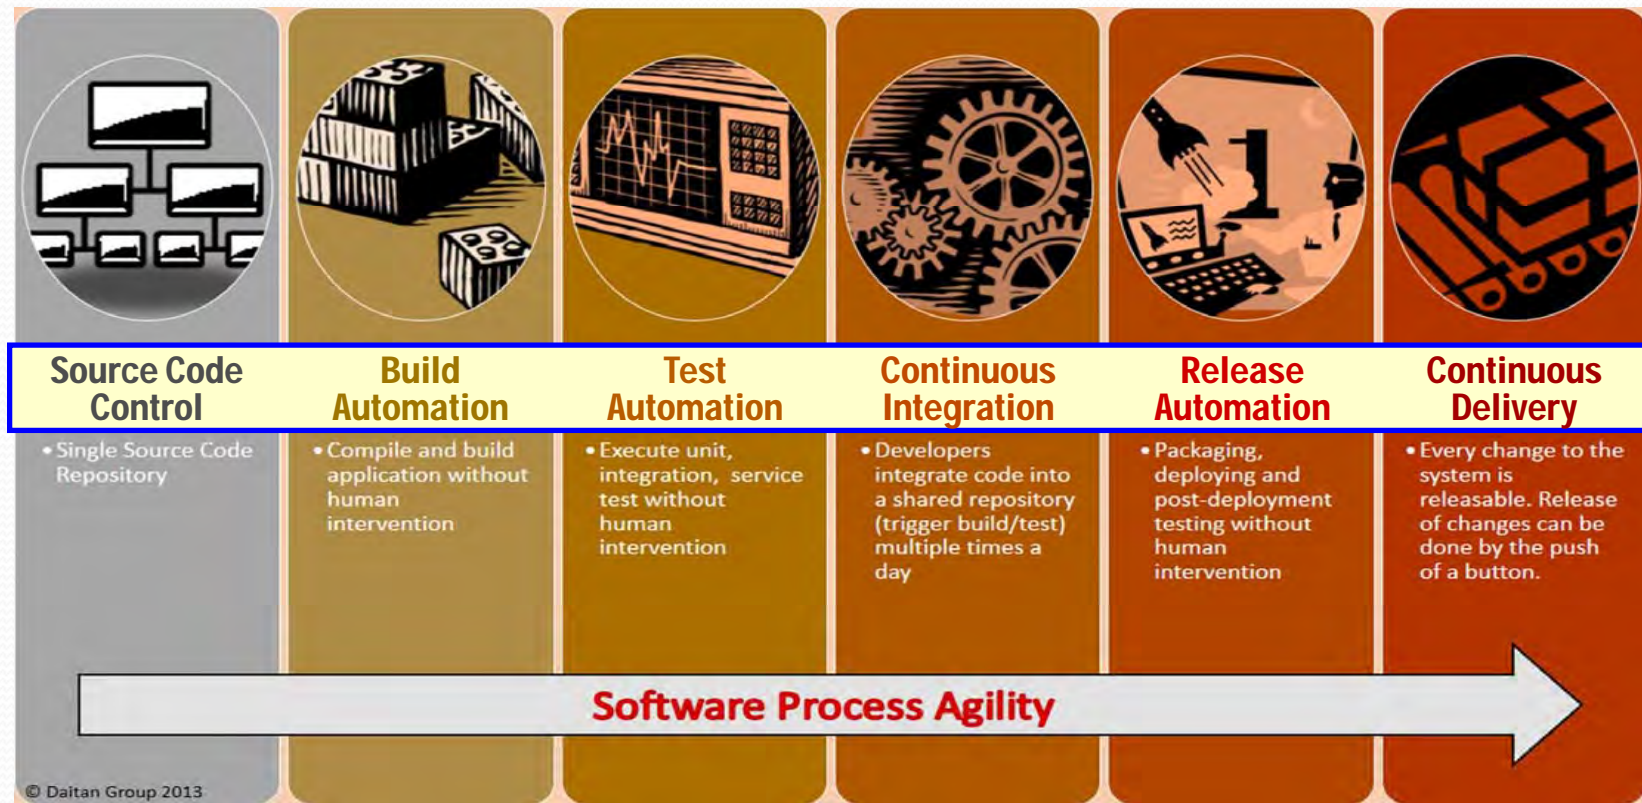 Source Code
Control
Build
Automation
Test
Automation
Continuous
Integration
Release
Automation
Continuous
Delivery
• Single Source Code
Repository
• Compile and build
application without
human
intervention
• Execute unit,
integration, service
test without
human
intervention
• Developers
integrate code into
a shared repository
(trigger build/test)
multiple times a
day
• Packaging,
deploying and
post-deployment
testing without
human
intervention
• Every change to the
system is
releasable. Release
of changes can be
done by the push
of a button.
Software Process Agility
© Daitan Group 2013
1